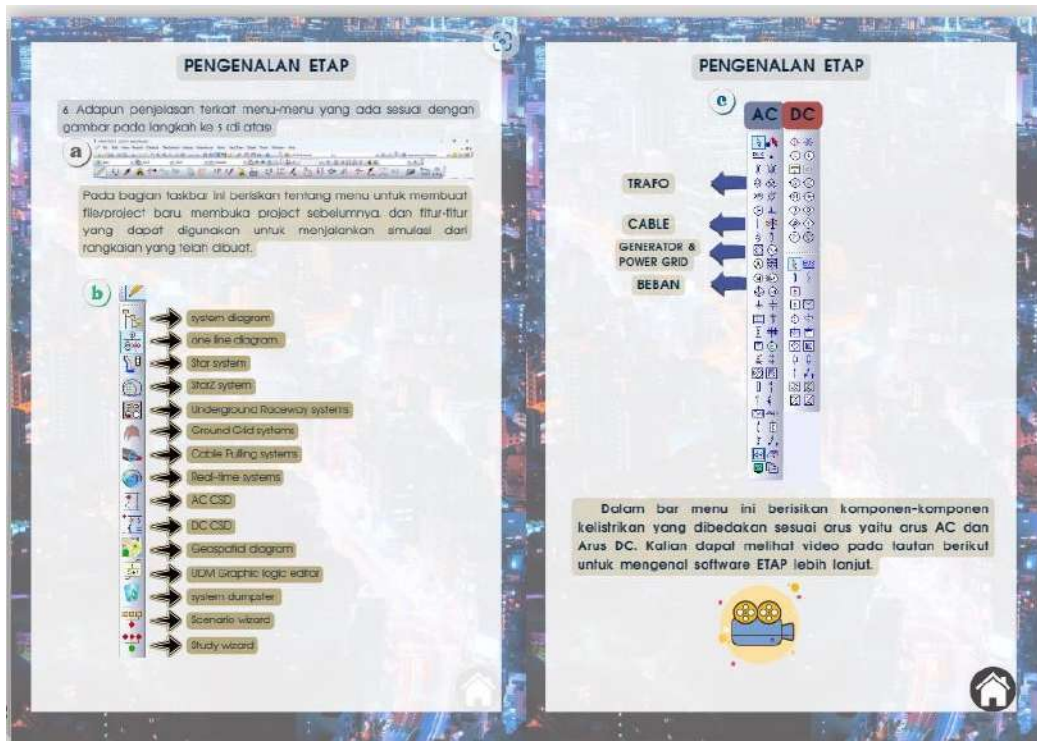 PENGENALAN ETAP
6. Adapun penjelasan terkait menu-menu yang ada sesuai dengan
gambar pada langkah ke 5 (di atas)
a
Pada bagian taskbar ini berisikan tentang menu untuk membuat
file/project baru, membuka project sebelumnya, dan fitur-fitur
yang dapat digunakan untuk menjalankan simulasi dari
rangkaian yang telah dibuat.
b
system diagram
one line diagram
Star system
StarZ system
Underground Raceway systems
Ground Grid systems
Cable Pulling systems
Real-time systems
AC CSD
DC CSD
Geospatial diagram
UDM Graphic logic editor
system dumpster
Scenario wizard
Study wizard
PENGENALAN ETAP
c
AC DC
TRAFO
CABLE
GENERATOR &
POWER GRID
BEBAN
Dalam bar menu ini berisikan komponen-komponen
kelistrikan yang dibedakan sesuai arus yaitu arus AC dan
Arus DC. Kalian dapat melihat video pada tautan berikut
untuk mengenal software ETAP lebih lanjut.